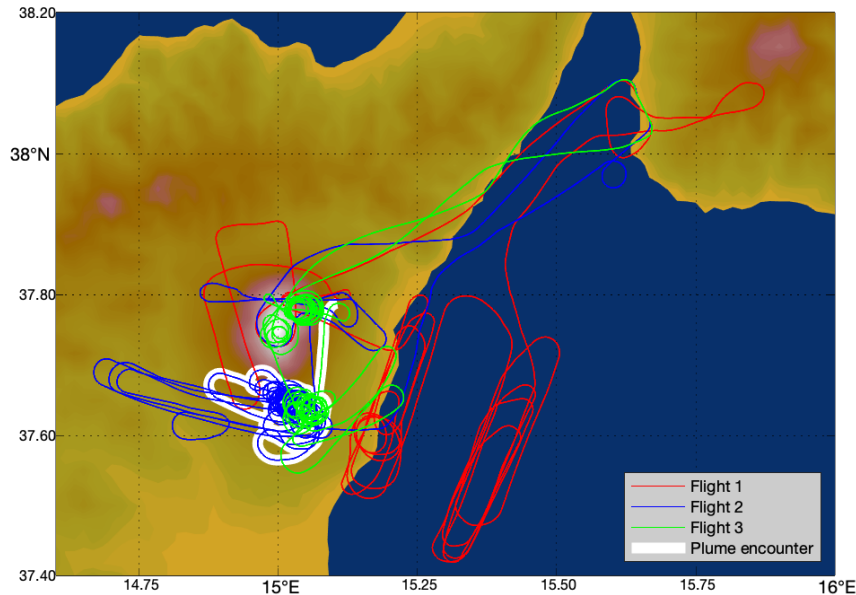 38.20
38°N
37.80
37.60
37.40
14.75
15°E
15.25
15.50
15.75
16°E
Flight 1
Flight 2
Flight 3
Plume encounter